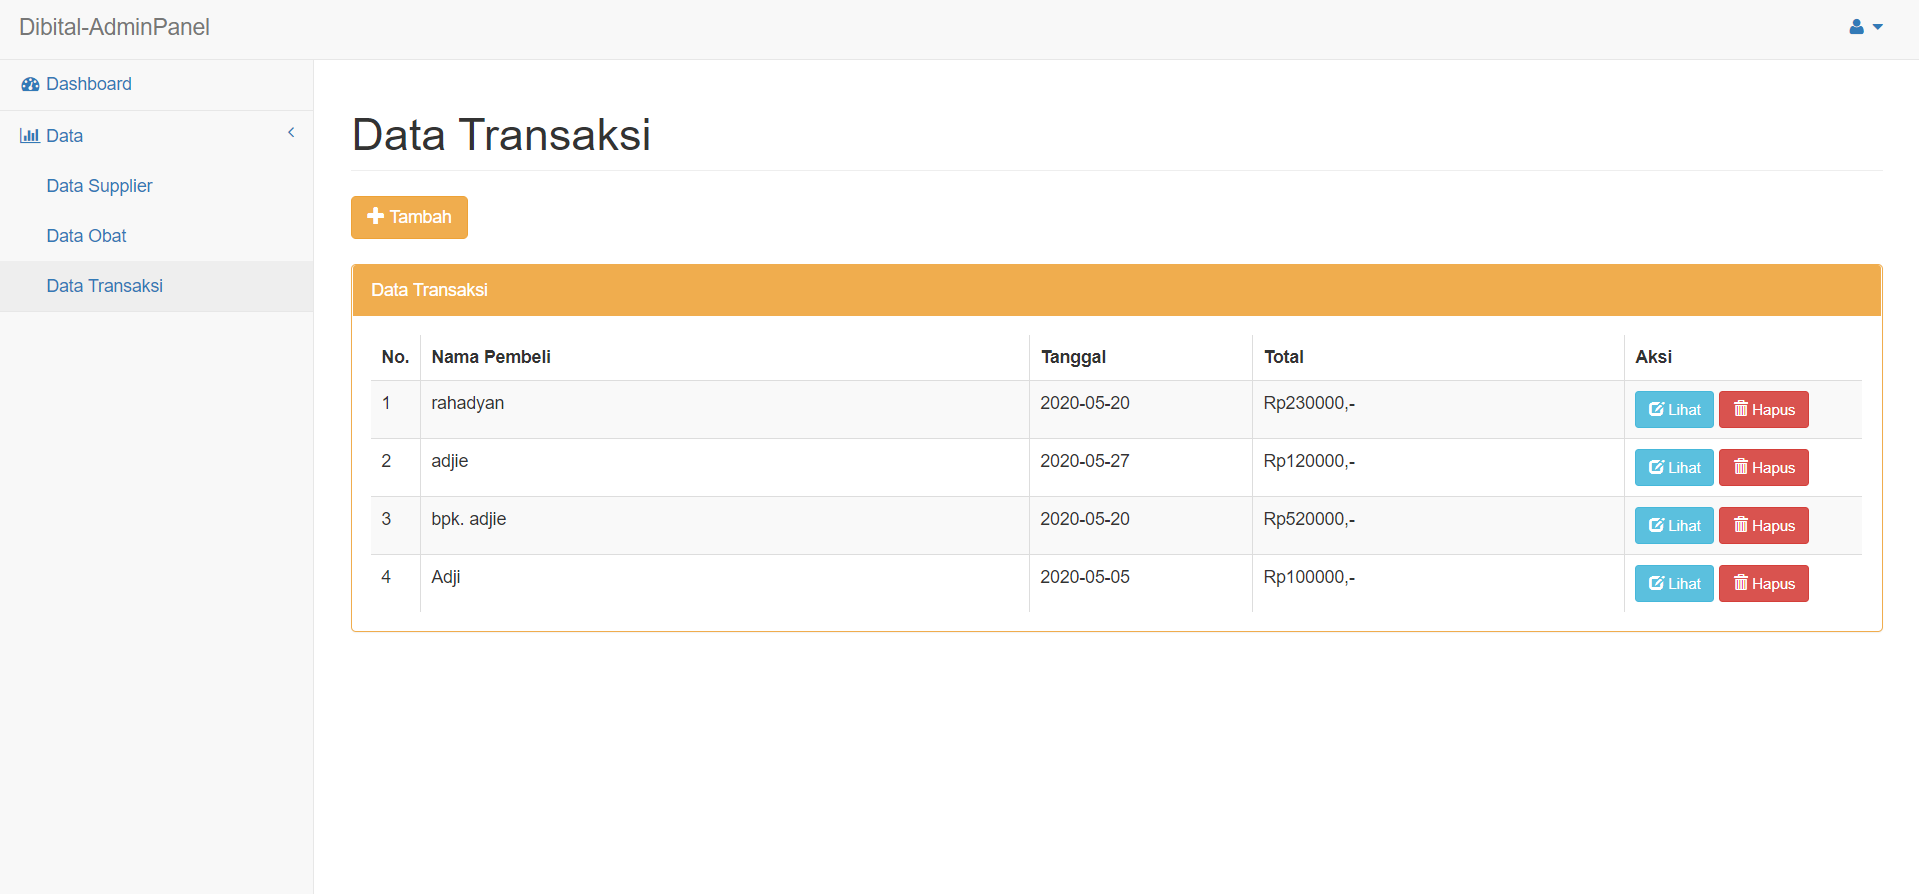 Dibital-AdminPanel
Dashboard
Data
Data Supplier
Data Obat
Data Transaksi
Data Transaksi
Tambah
Data Transaksi
No. Nama Pembeli Tanggal Total Aksi
1 rahadyan 2020-05-20 Rp230000,- Lihat Hapus
2 adjie 2020-05-27 Rp120000,- Lihat Hapus
3 bpk. adjie 2020-05-20 Rp520000,- Lihat Hapus
4 Adji 2020-05-05 Rp100000,- Lihat Hapus